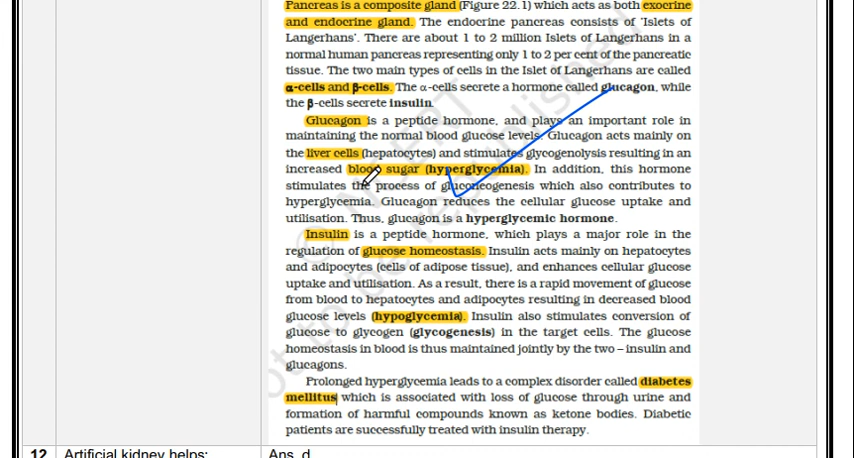 Pancreas is a composite gland (Figure 22.1) which acts as both exocrine
and endocrine gland. The endocrine pancreas consists of 'Islets of
Langerhans'. There are about 1 to 2 million Islets of Langerhans in a
normal human pancreas representing only 1 to 2 per cent of the pancreatic
tissue. The two main types of cells in the Islet of Langerhans are called
α-cells and β-cells. The α-cells secrete a hormone called glucagon, while
the β-cells secrete insulin.
Glucagon is a peptide hormone, and plays an important role in
maintaining the normal blood glucose levels. Glucagon acts mainly on
the liver cells (hepatocytes) and stimulates glycogenolysis resulting in an
increased blood sugar (hyperglycemia). In addition, this hormone
stimulates the process of gluconeogenesis which also contributes to
hyperglycemia. Glucagon reduces the cellular glucose uptake and
utilisation. Thus, glucagon is a hyperglycemic hormone.
Insulin is a peptide hormone, which plays a major role in the
regulation of glucose homeostasis. Insulin acts mainly on hepatocytes
and adipocytes (cells of adipose tissue), and enhances cellular glucose
uptake and utilisation. As a result, there is a rapid movement of glucose
from blood to hepatocytes and adipocytes resulting in decreased blood
glucose levels (hypoglycemia). Insulin also stimulates conversion of
glucose to glycogen (glycogenesis) in the target cells. The glucose
homeostasis in blood is thus maintained jointly by the two – insulin and
glucagons.
Prolonged hyperglycemia leads to a complex disorder called diabetes
mellitus which is associated with loss of glucose through urine and
formation of harmful compounds known as ketone bodies. Diabetic
patients are successfully treated with insulin therapy.
12 Artificial kidney helps: Ans. d
© NCERT
not to be republished